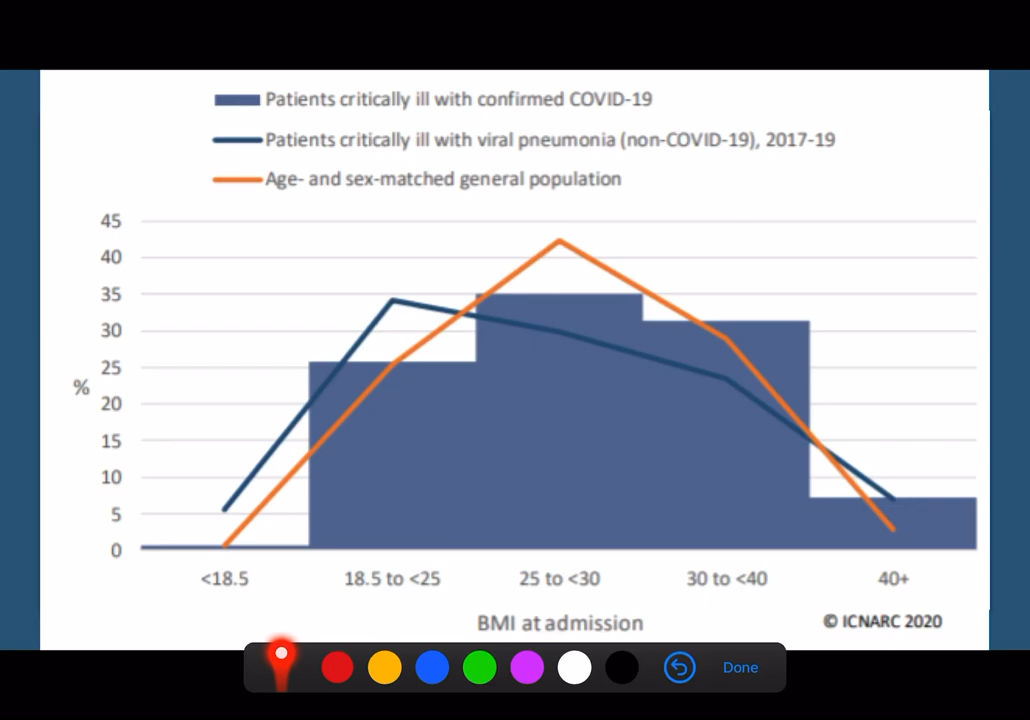 Patients critically ill with confirmed COVID-19
Patients critically ill with viral pneumonia (non-COVID-19), 2017-19
Age- and sex-matched general population
45
40
35
30
25
%
20
15
10
5
0
<18.5 18.5 to <25 25 to <30 30 to <40 40+
BMI at admission
© ICNARC 2020
Done